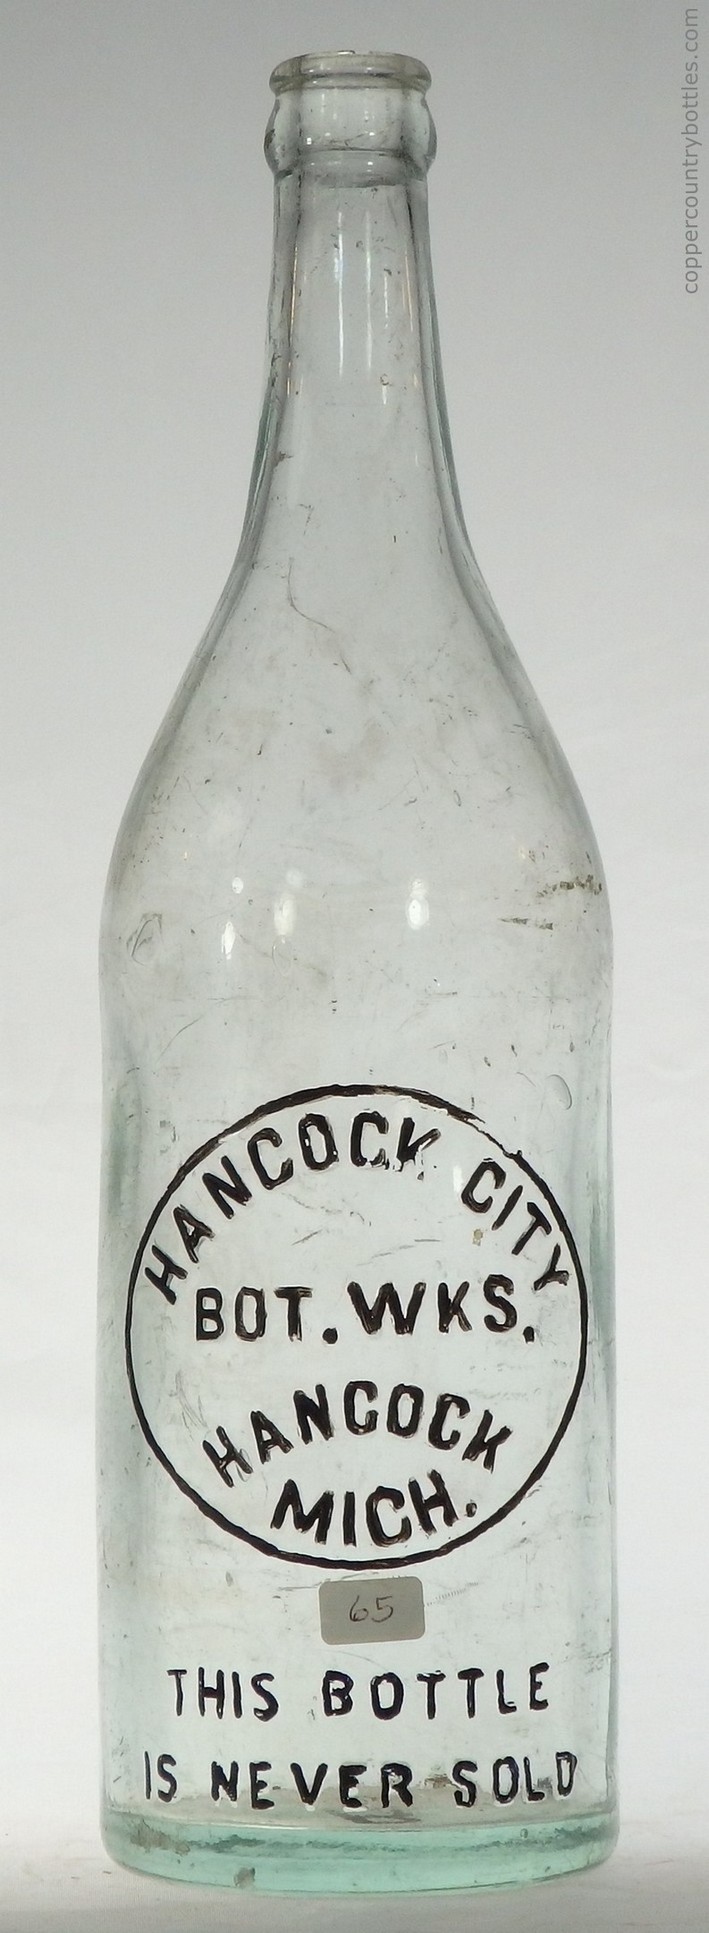 coppercountrybottles.com
HANCOCK CITY
BOT. WKS.
HANCOCK
MICH.
65
THIS BOTTLE
IS NEVER SOLD